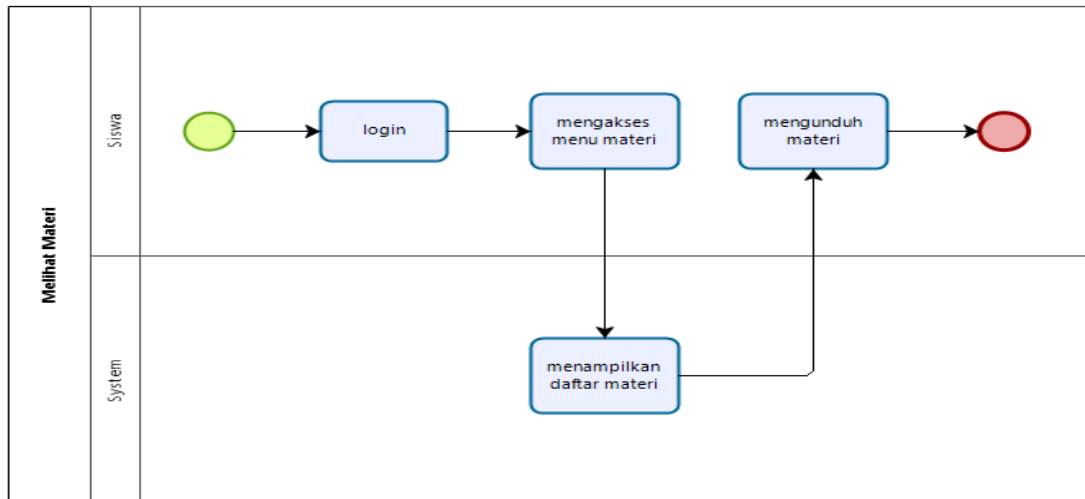 Melihat Materi
Siswa
login
mengakses
menu materi
mengunduh
materi
System
menampilkan
daftar materi